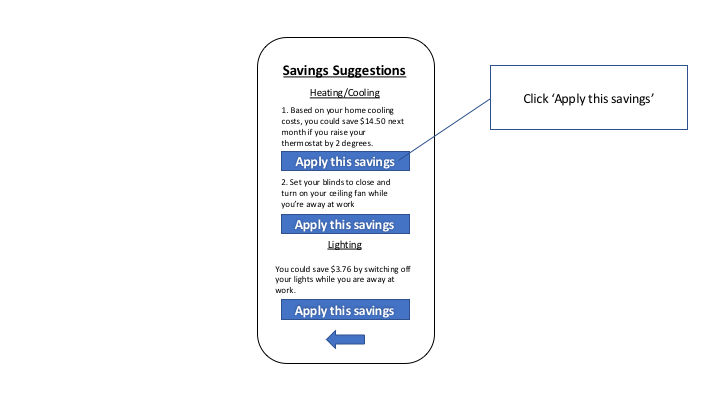 Savings Suggestions
Heating/Cooling
1. Based on your home cooling
costs, you could save $14.50 next
month if you raise your
thermostat by 2 degrees.
Apply this savings
2. Set your blinds to close and
turn on your ceiling fan while
you're away at work
Apply this savings
Lighting
You could save $3.76 by switching off
your lights while you are away at
work.
Apply this savings
Click ‘Apply this savings’